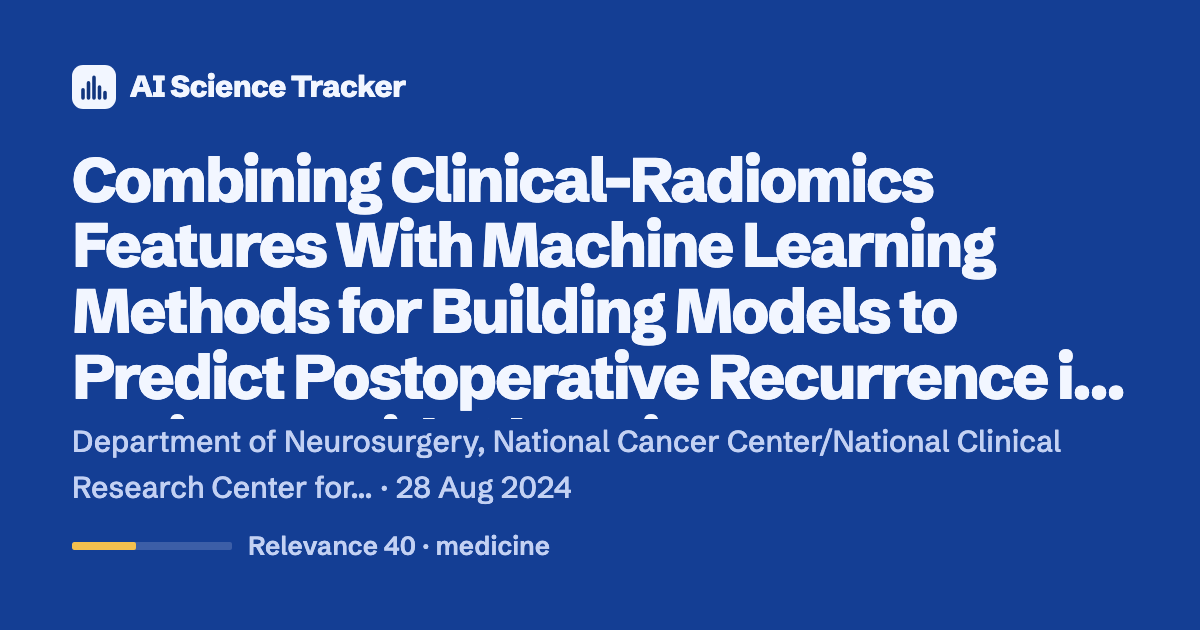 AI Science Tracker
Combining Clinical-Radiomics
Features With Machine Learning
Methods for Building Models to
Predict Postoperative Recurrence i...
Department of Neurosurgery, National Cancer Center/National Clinical
Research Center for... · 28 Aug 2024
Relevance 40 · medicine